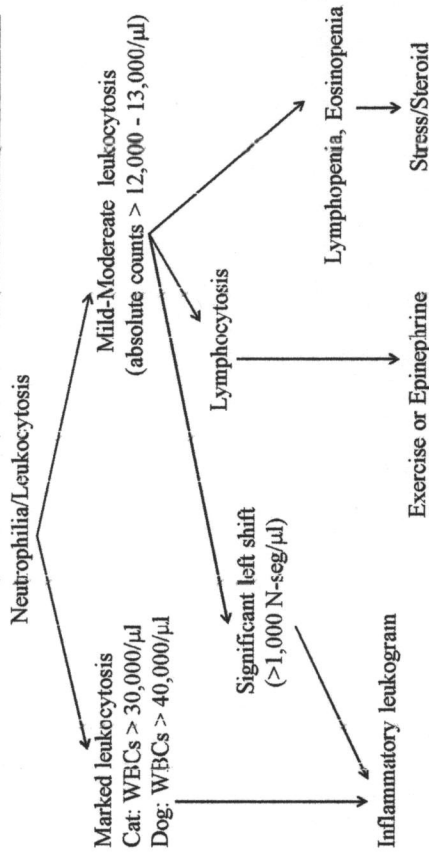 Neutrophilia/Leukocytosis
Marked leukocytosis
Cat: WBCs > 30,000/µl
Dog: WBCs > 40,000/µl
Mild-Modereate leukocytosis
(absolute counts > 12,000 - 13,000/µl)
Significant left shift
(>1,000 N-seg/µl)
Lymphocytosis
Lymphopenia, Eosinopenia
Inflammatory leukogram
Exercise or Epinephrine
Stress/Steroid